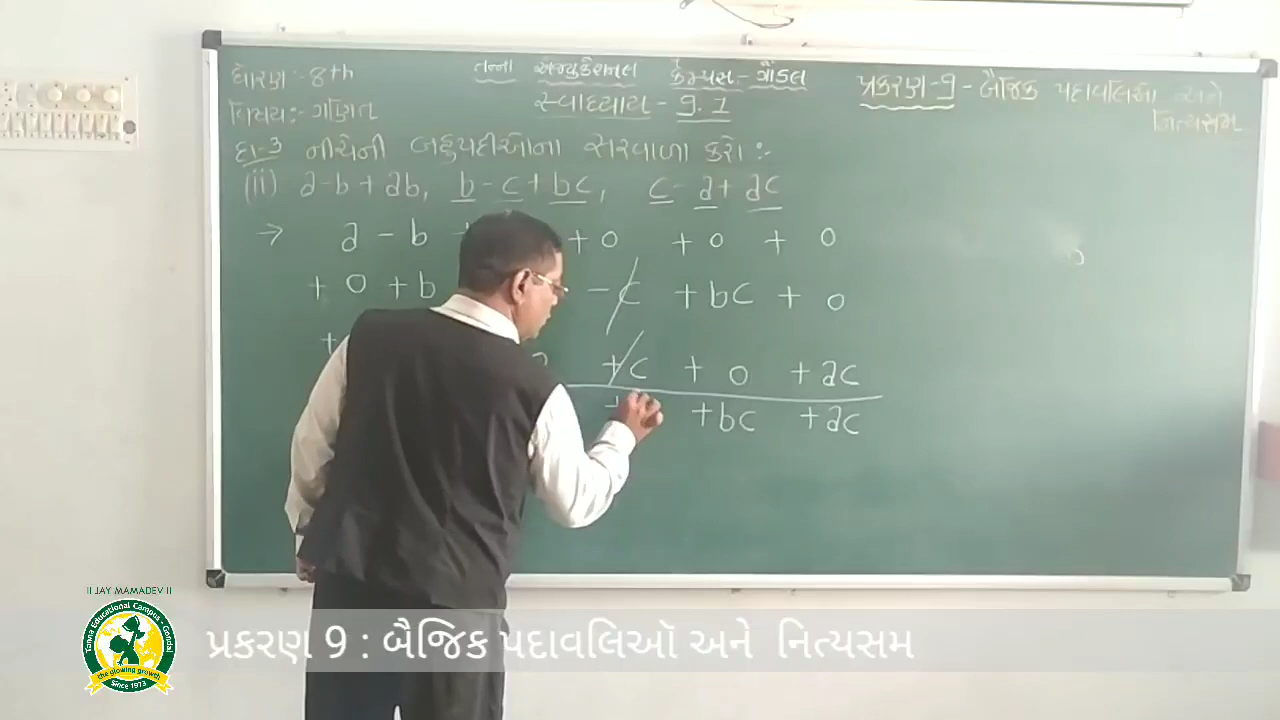 ધોરણ :- 8th
તન્ના એજ્યુકેશનલ કેમ્પસ - ગોંડલ
પ્રકરણ - 9 - બૈજિક પદાવલિઓ અને નિત્યસમ
વિષય :- ગણિત
સ્વાધ્યાય - 9.1
દા-3 નીચેની બહુપદીઓના સરવાળા કરો :-
(ii) a - b + ab, b - c + bc, c - a + ac
→ a - b + 0 + 0 + 0
+ 0 + b - c + bc + 0
+ c + 0 + ac
+ bc + ac
II JAY MAMADEV II
Tanna Educational Campus - Gondal
the glowing growth
Since 1973
પ્રકરણ 9 : બૈજિક પદાવલિઓ અને નિત્યસમ